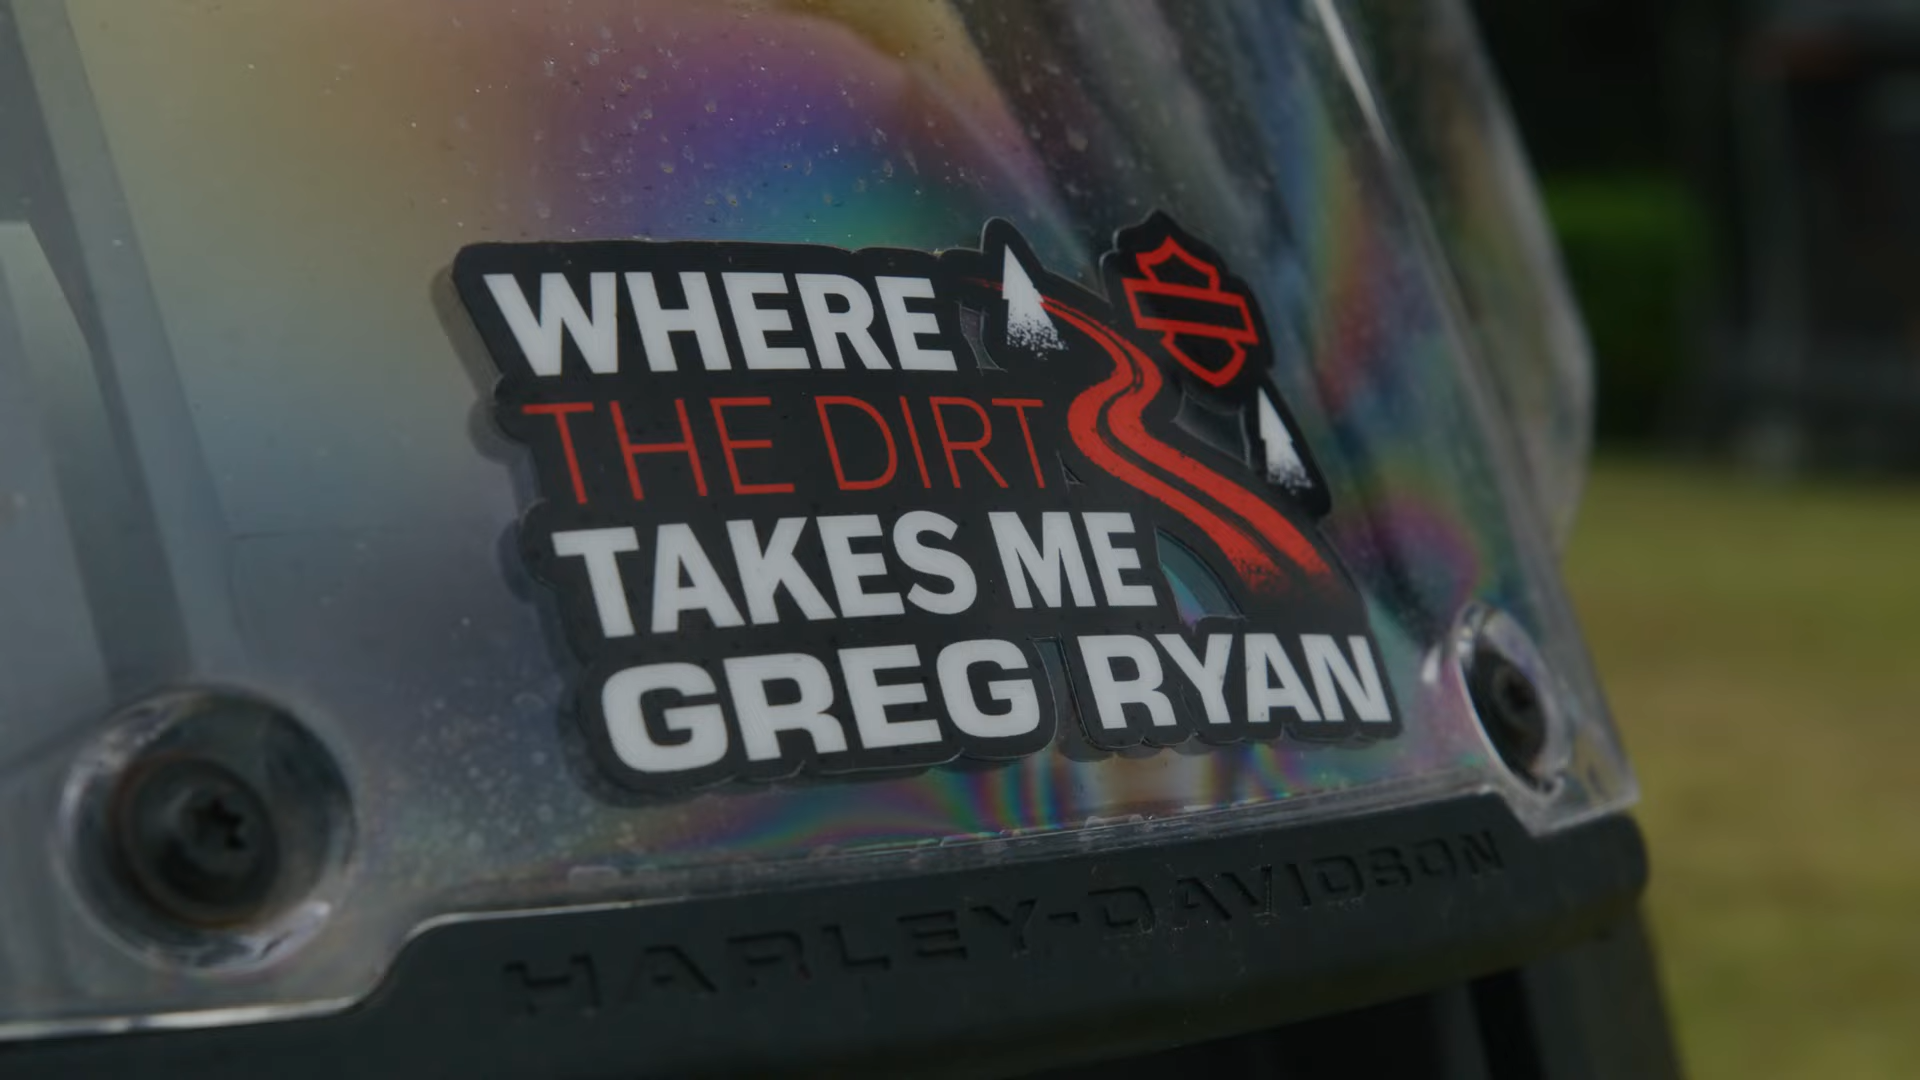 WHERE
THE DIRT
TAKES ME
GREG RYAN
HARLEY-DAVIDSON